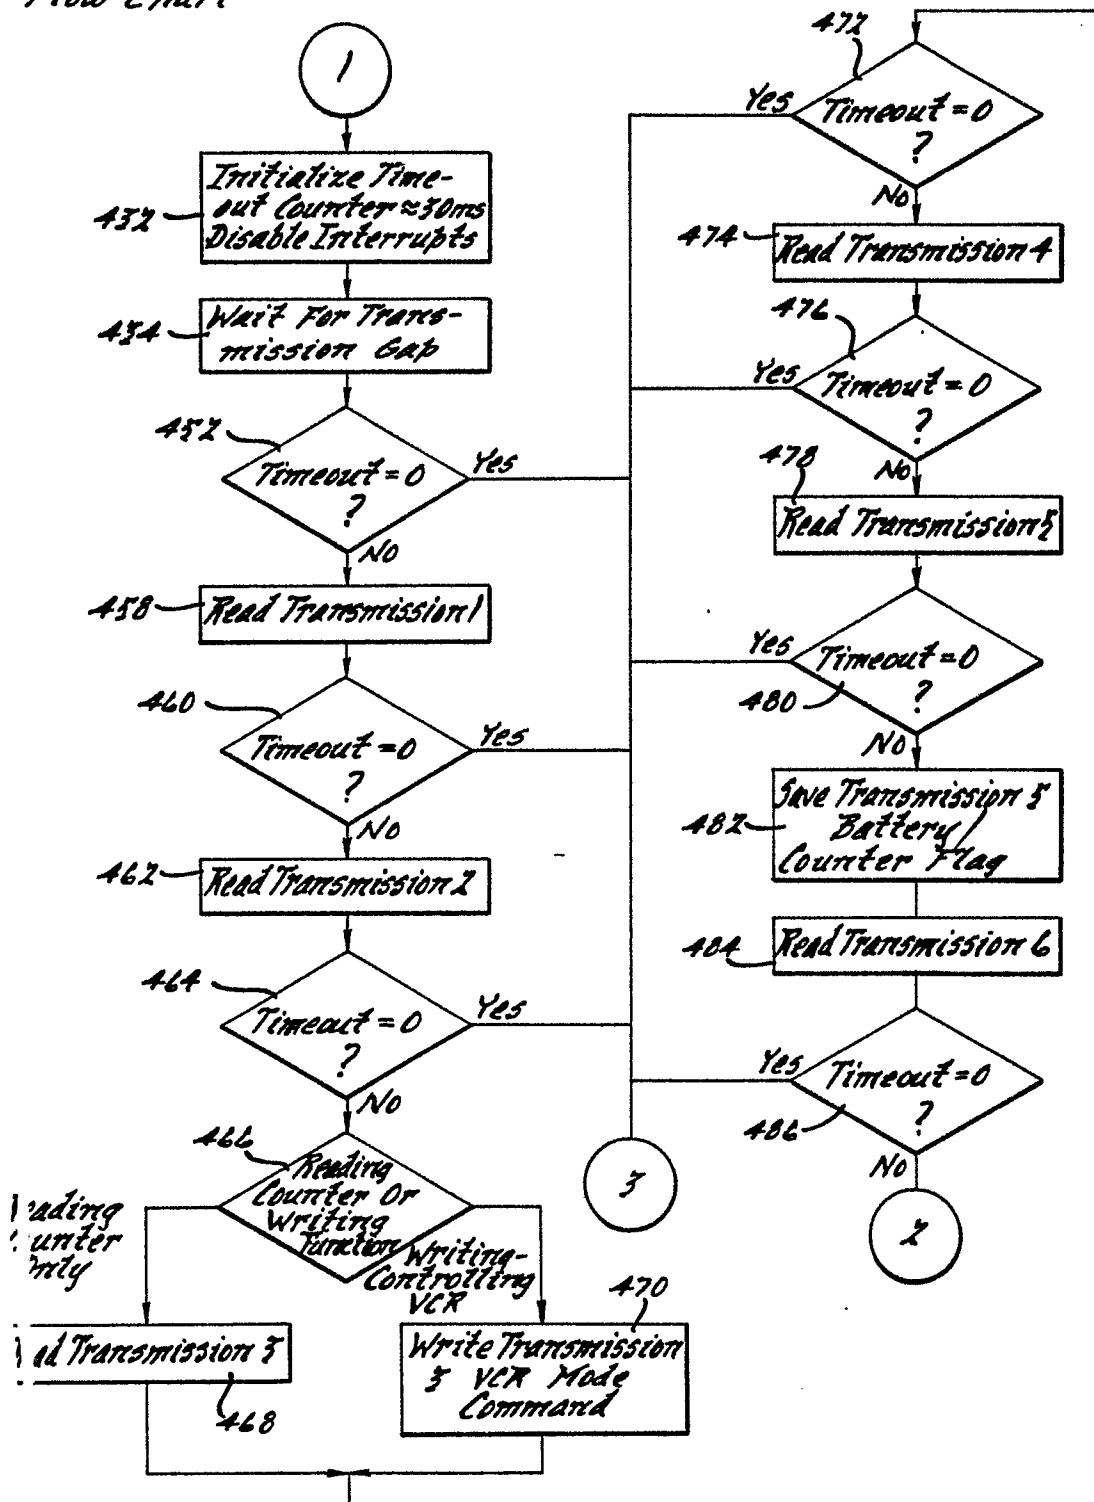 Flow Chart
1
Initialize Time-
out Counter ≈ 30ms
Disable Interrupts
432
Wait For Trans-
mission Gap
434
452
Timeout = 0
?
Yes
No
458
Read Transmission 1
460
Timeout = 0
?
Yes
No
462
Read Transmission 2
464
Timeout = 0
?
Yes
No
466
Reading
Counter Or
Writing
Function
Writing-
Controlling
VCR
470
Write Transmission
3 VCR Mode
Command
Transmission 3
468
472
Timeout = 0
?
Yes
No
474
Read Transmission 4
476
Timeout = 0
?
Yes
No
478
Read Transmission 5
Timeout = 0
?
Yes
480
No
Save Transmission 5
Battery/
Counter Flag
482
484
Read Transmission 6
Timeout = 0
?
Yes
486
No
3
2